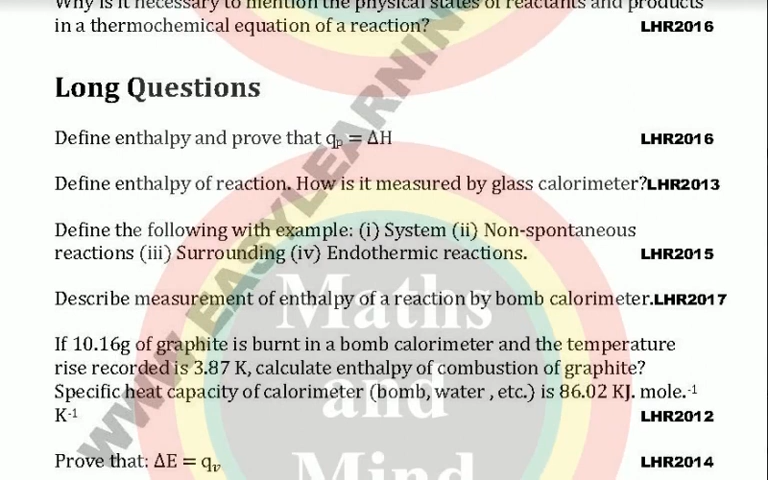 Why is it necessary to mention the physical states of reactants and products
in a thermochemical equation of a reaction? LHR2016
Long Questions
Define enthalpy and prove that qp = ΔH LHR2016
Define enthalpy of reaction. How is it measured by glass calorimeter?LHR2013
Define the following with example: (i) System (ii) Non-spontaneous
reactions (iii) Surrounding (iv) Endothermic reactions. LHR2015
Describe measurement of enthalpy of a reaction by bomb calorimeter.LHR2017
If 10.16g of graphite is burnt in a bomb calorimeter and the temperature
rise recorded is 3.87 K, calculate enthalpy of combustion of graphite?
Specific heat capacity of calorimeter (bomb, water , etc.) is 86.02 KJ. mole.-1
K-1 LHR2012
Prove that: ΔE = qv LHR2014
WWW.EASYLEARNIN
Maths
and
Mind